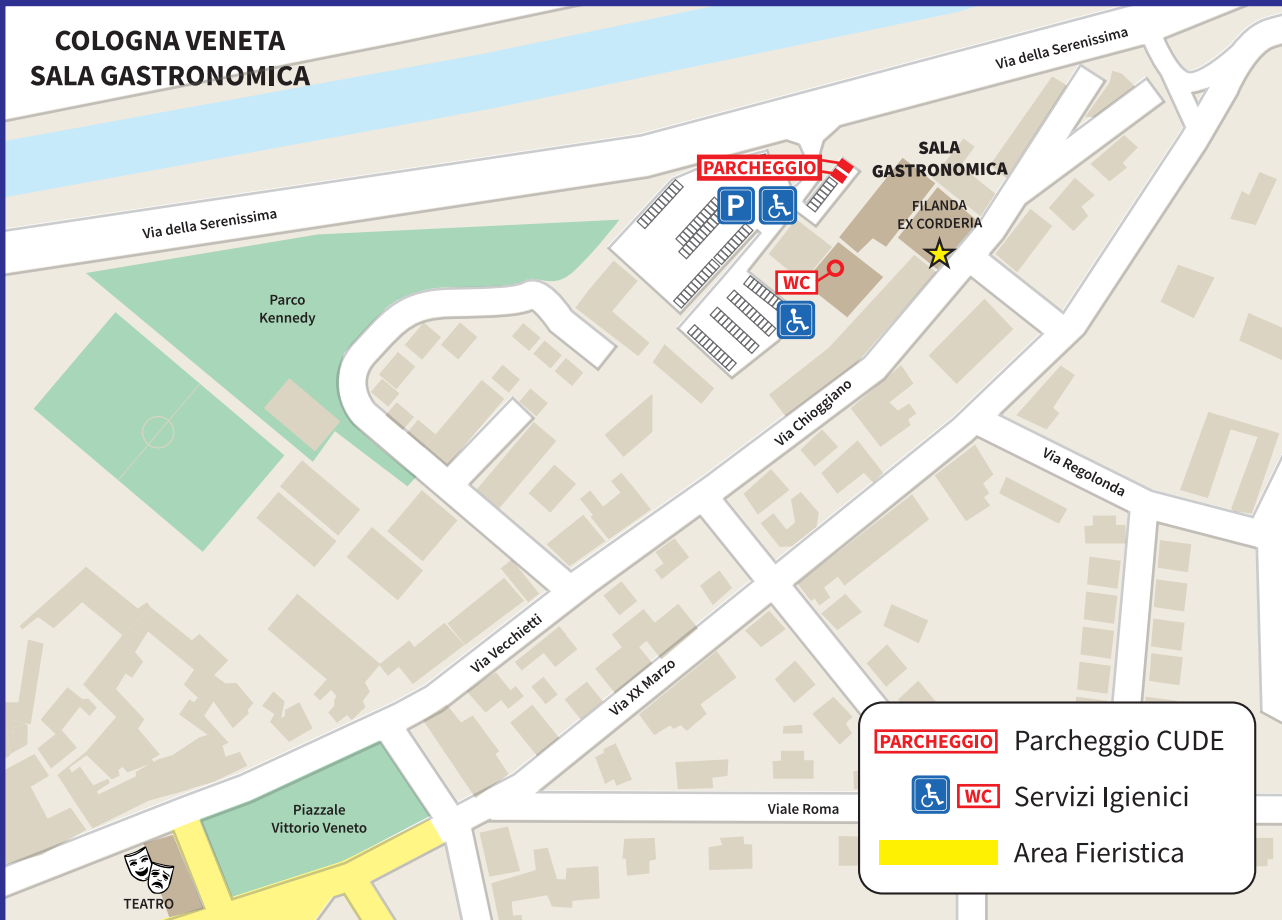 COLOGNA VENETA
SALA GASTRONOMICA
Via della Serenissima
SALA
GASTRONOMICA
PARCHEGGIO
P
FILANDA
EX CORDERIA
Via della Serenissima
WC
Parco
Kennedy
Via Chioggiano
Via Regolonda
Via Vecchietti
Via XX Marzo
PARCHEGGIO Parcheggio CUDE
WC Servizi Igienici
Area Fieristica
Piazzale
Vittorio Veneto
Viale Roma
TEATRO